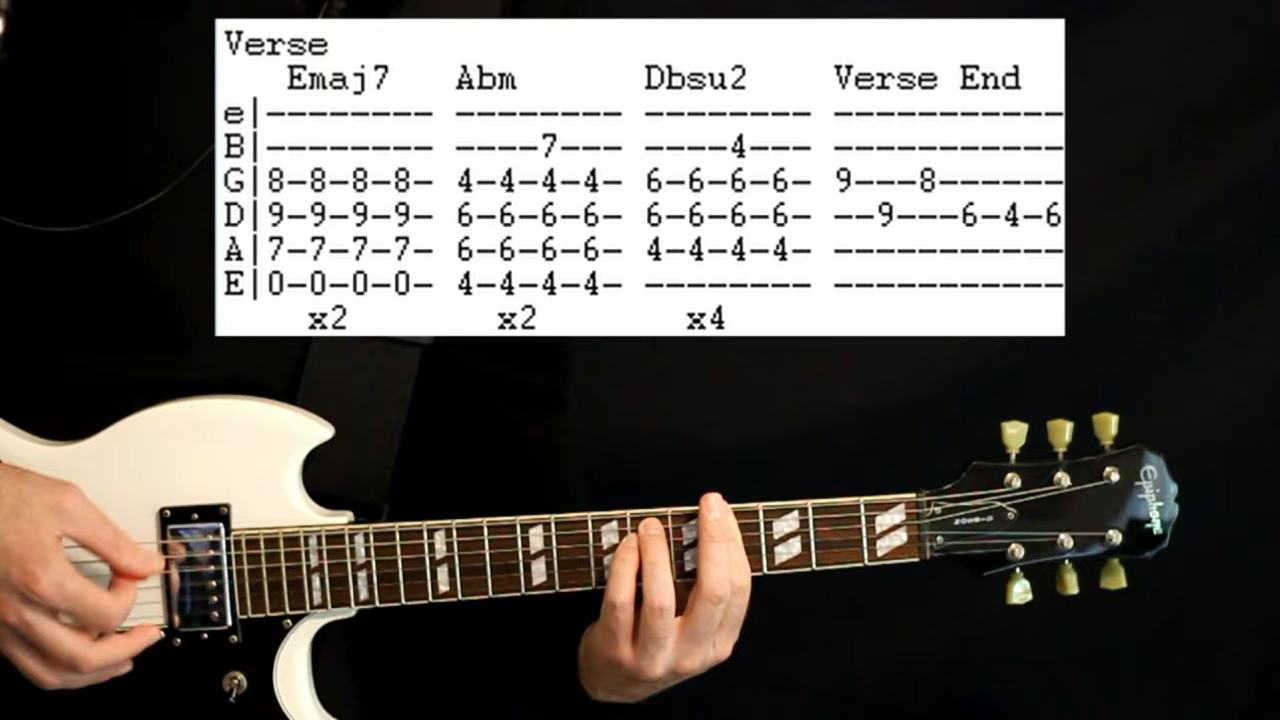 Verse
Emaj7 Abm Dbsu2 Verse End
e|-------- -------- -------- -----------
B|-------- ----7--- ----4--- -----------
G|8-8-8-8- 4-4-4-4- 6-6-6-6- 9---8------
D|9-9-9-9- 6-6-6-6- 6-6-6-6- --9---6-4-6
A|7-7-7-7- 6-6-6-6- 4-4-4-4- -----------
E|0-0-0-0- 4-4-4-4- -------- -----------
x2 x2 x4
Epiphone